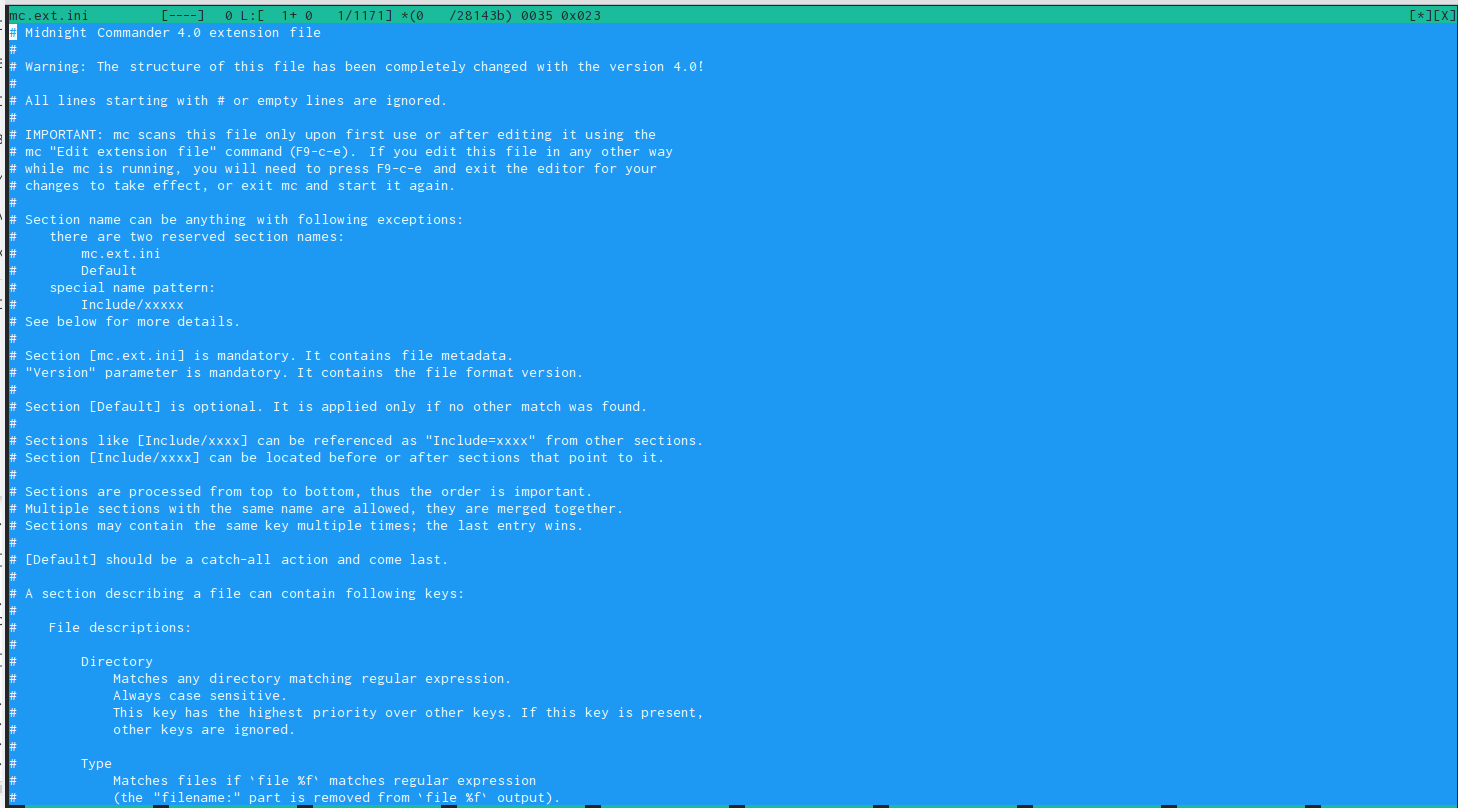 mc.ext.ini [----] 0 L:[ 1+ 0 1/1171] *(0 /28143b) 0035 0x023 [*][X]
# Midnight Commander 4.0 extension file
#
# Warning: The structure of this file has been completely changed with the version 4.0!
#
# All lines starting with # or empty lines are ignored.
#
# IMPORTANT: mc scans this file only upon first use or after editing it using the
# mc "Edit extension file" command (F9-c-e). If you edit this file in any other way
# while mc is running, you will need to press F9-c-e and exit the editor for your
# changes to take effect, or exit mc and start it again.
#
# Section name can be anything with following exceptions:
#    there are two reserved section names:
#        mc.ext.ini
#        Default
#    special name pattern:
#        Include/xxxxx
# See below for more details.
#
# Section [mc.ext.ini] is mandatory. It contains file metadata.
# "Version" parameter is mandatory. It contains the file format version.
#
# Section [Default] is optional. It is applied only if no other match was found.
#
# Sections like [Include/xxxx] can be referenced as "Include=xxxx" from other sections.
# Section [Include/xxxx] can be located before or after sections that point to it.
#
# Sections are processed from top to bottom, thus the order is important.
# Multiple sections with the same name are allowed, they are merged together.
# Sections may contain the same key multiple times; the last entry wins.
#
# [Default] should be a catch-all action and come last.
#
# A section describing a file can contain following keys:
#
#    File descriptions:
#
#        Directory
#            Matches any directory matching regular expression.
#            Always case sensitive.
#            This key has the highest priority over other keys. If this key is present,
#            other keys are ignored.
#
#        Type
#            Matches files if `file %f` matches regular expression
#            (the "filename:" part is removed from `file %f` output).